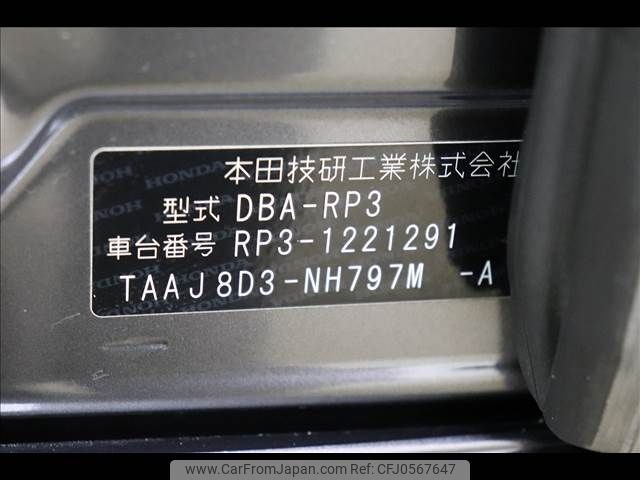 本田技研工業株式会社
型式 DBA-RP3
車台番号 RP3-1221291
TAAJ8D3-NH797M -A
www.CarFromJapan.com [CFJ0567647]